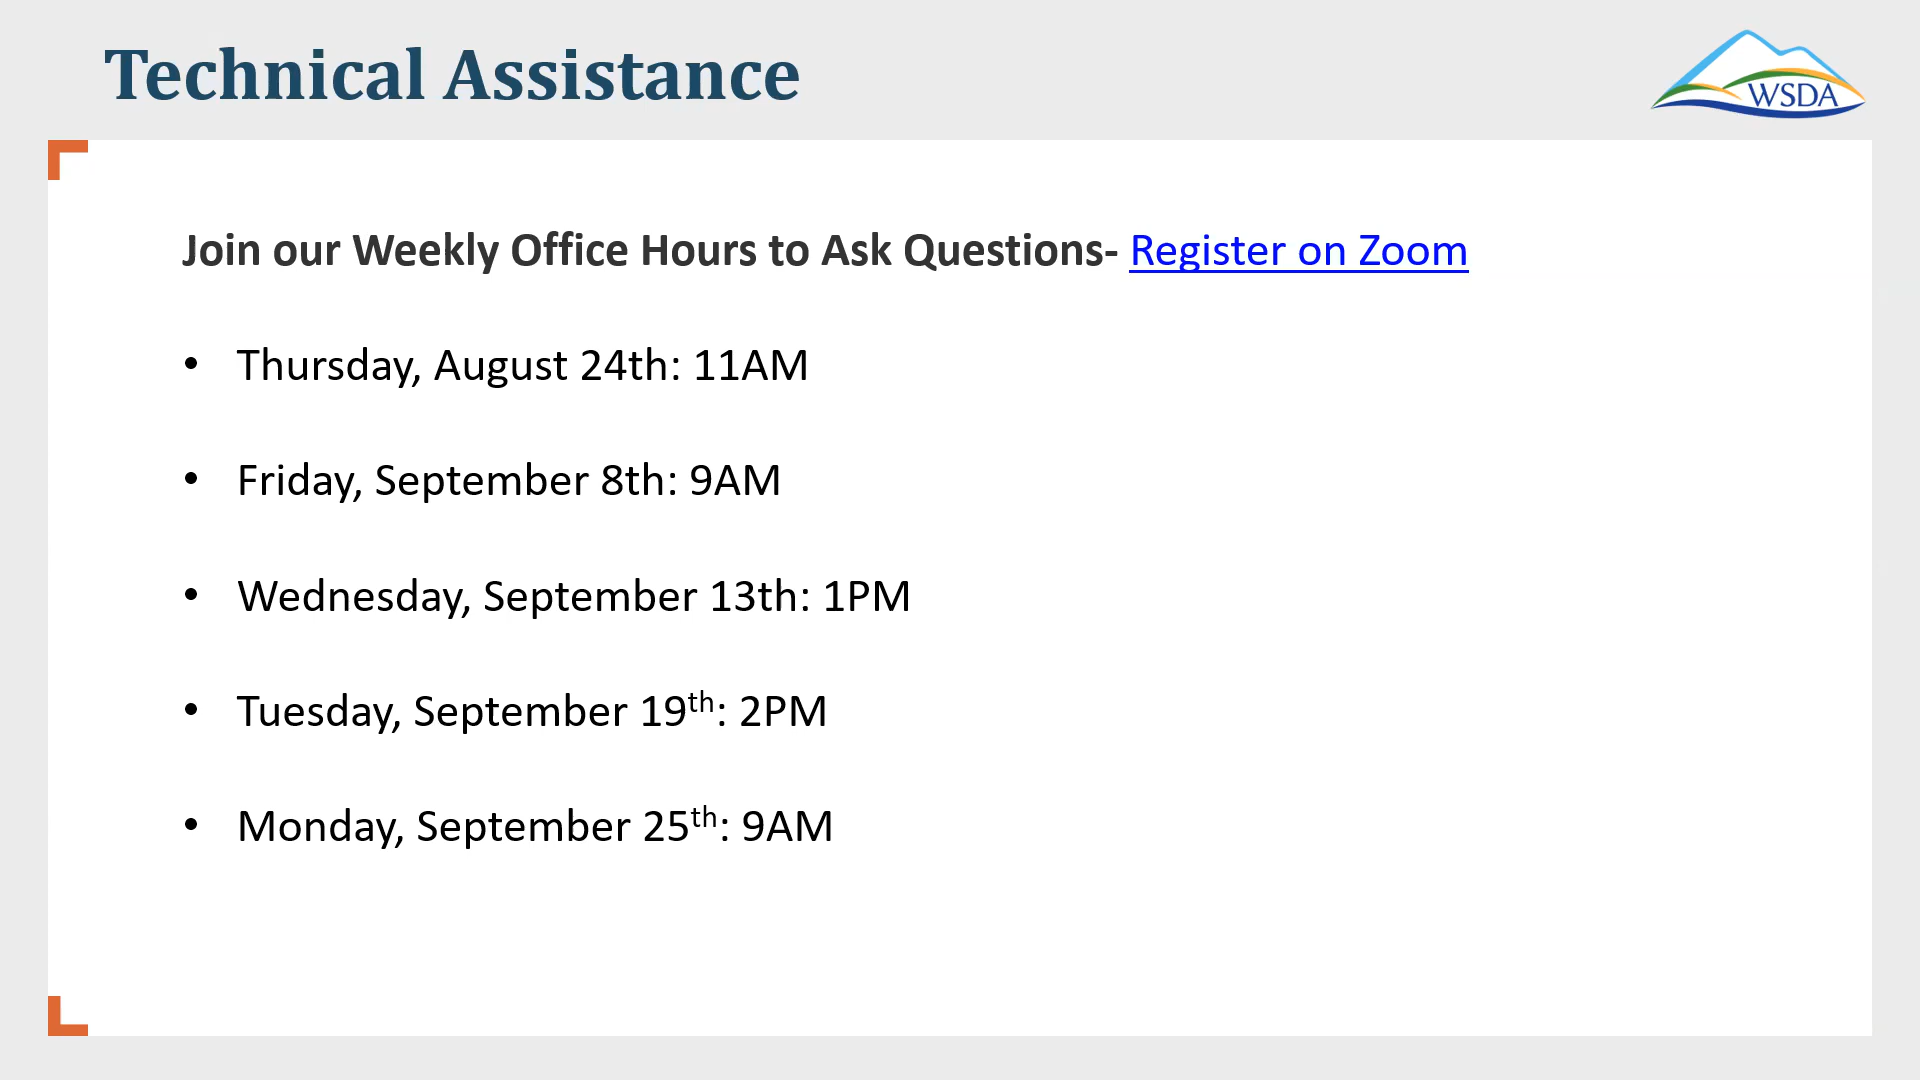 Technical Assistance
WSDA
Join our Weekly Office Hours to Ask Questions- Register on Zoom
• Thursday, August 24th: 11AM
• Friday, September 8th: 9AM
• Wednesday, September 13th: 1PM
• Tuesday, September 19th: 2PM
• Monday, September 25th: 9AM